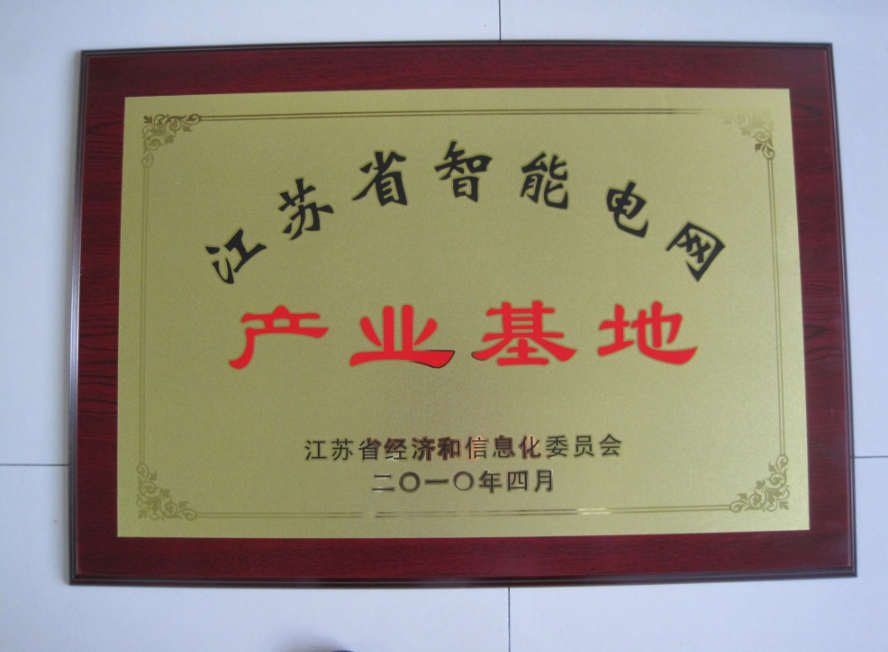 江苏省智能电网
产业基地
江苏省经济和信息化委员会
二〇一〇年四月